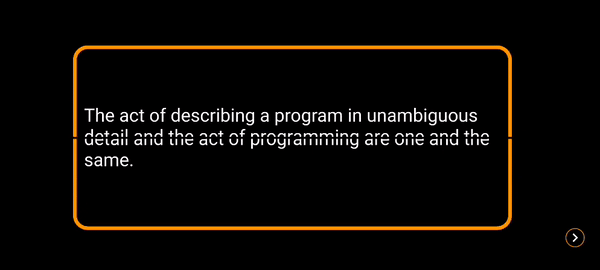 The act of describing a program in unambiguous
detail and the act of programming are one and the
same.